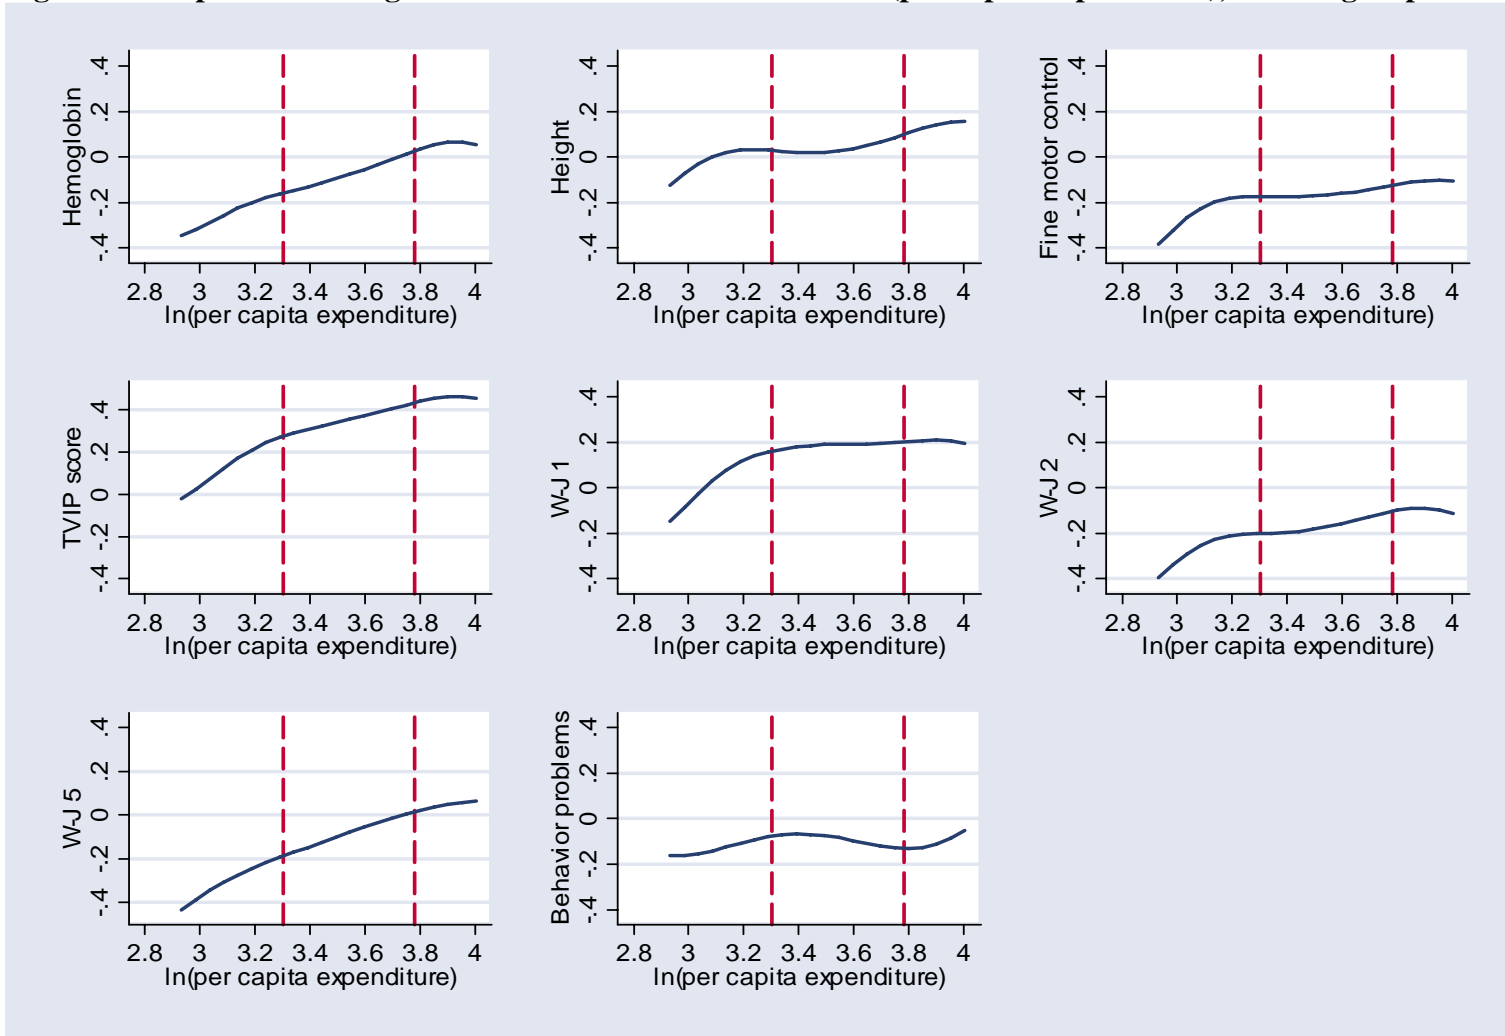 .4 .2 0 -.2 -.4
Hemoglobin
2.8 3 3.2 3.4 3.6 3.8 4
ln(per capita expenditure)
.4 .2 0 -.2 -.4
Height
2.8 3 3.2 3.4 3.6 3.8 4
ln(per capita expenditure)
.4 .2 0 -.2 -.4
Fine motor control
2.8 3 3.2 3.4 3.6 3.8 4
ln(per capita expenditure)
.4 .2 0 -.2 -.4
TVIP score
2.8 3 3.2 3.4 3.6 3.8 4
ln(per capita expenditure)
.4 .2 0 -.2 -.4
W-J 1
2.8 3 3.2 3.4 3.6 3.8 4
ln(per capita expenditure)
.4 .2 0 -.2 -.4
W-J 2
2.8 3 3.2 3.4 3.6 3.8 4
ln(per capita expenditure)
.4 .2 0 -.2 -.4
W-J 5
2.8 3 3.2 3.4 3.6 3.8 4
ln(per capita expenditure)
.4 .2 0 -.2 -.4
Behavior problems
2.8 3 3.2 3.4 3.6 3.8 4
ln(per capita expenditure)